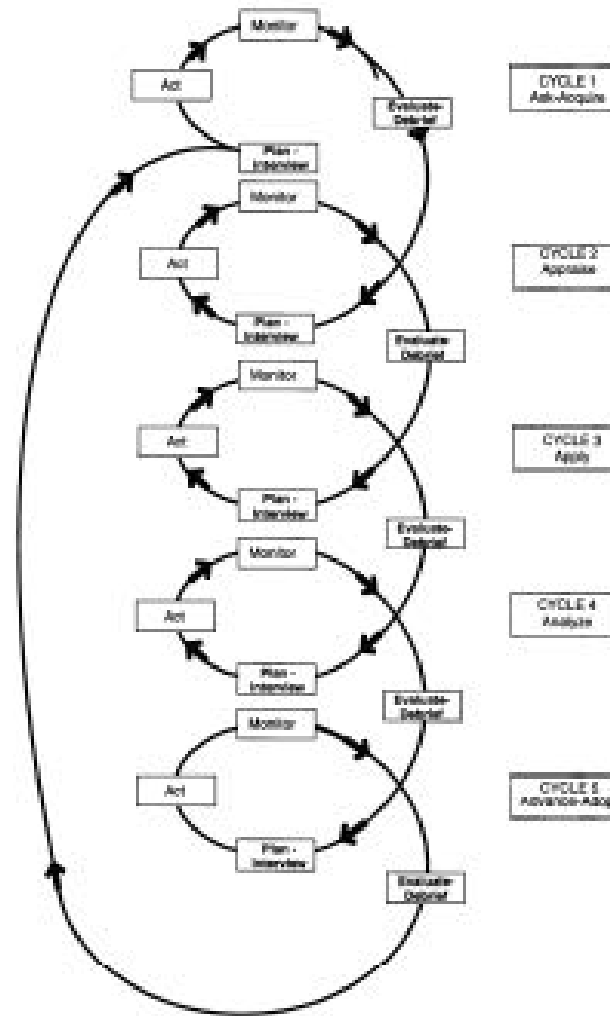 Monitor
Act
Evaluate-
Debrief
Plan -
Interview
CYCLE 1
Ask-Acquire
Monitor
Act
Plan -
Interview
Evaluate-
Debrief
CYCLE 2
Appraise
Monitor
Act
Plan -
Interview
Evaluate-
Debrief
CYCLE 3
Apply
Monitor
Act
Plan -
Interview
Evaluate-
Debrief
CYCLE 4
Analyze
Monitor
Act
Plan -
Interview
Evaluate-
Debrief
CYCLE 5
Advance-Adop